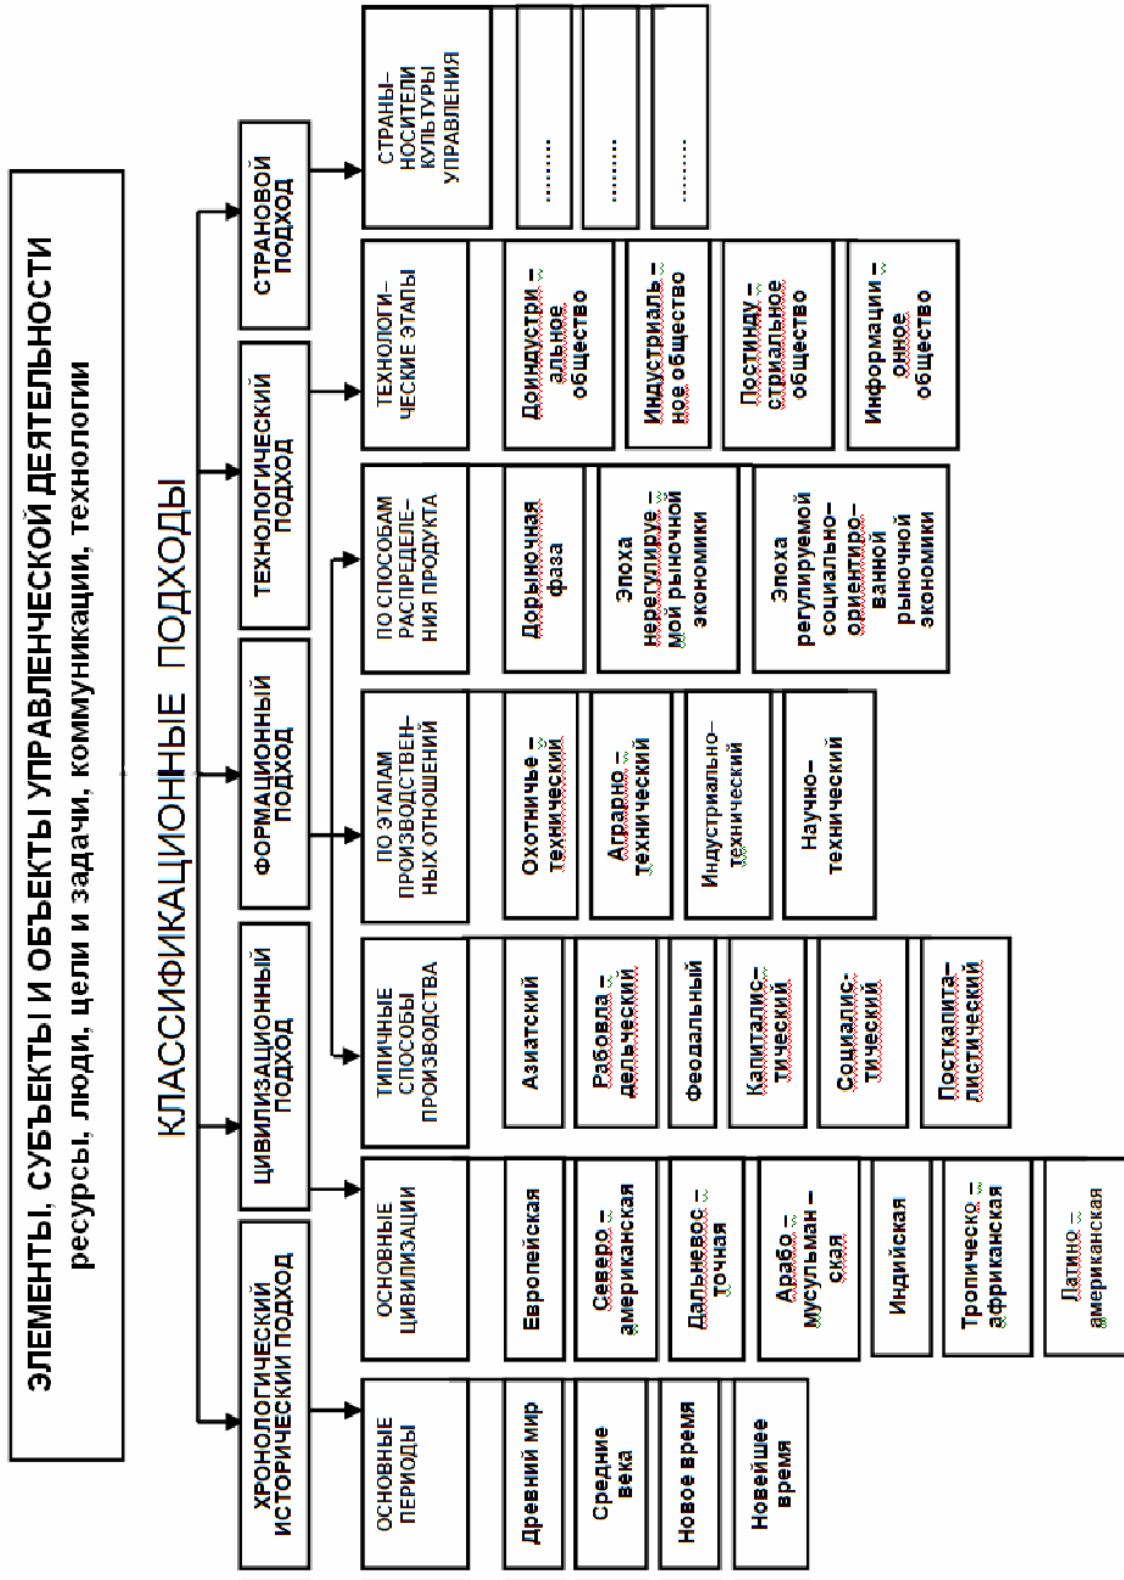 ЭЛЕМЕНТЫ, СУБЪЕКТЫ И ОБЪЕКТЫ УПРАВЛЕНЧЕСКОЙ ДЕЯТЕЛЬНОСТИ
ресурсы, люди, цели и задачи, коммуникации, технологии
КЛАССИФИКАЦИОННЫЕ ПОДХОДЫ
ХРОНОЛОГИЧЕСКИЙ
ИСТОРИЧЕСКИЙ ПОДХОД
ЦИВИЛИЗАЦИОННЫЙ
ПОДХОД
ФОРМАЦИОННЫЙ
ПОДХОД
ТЕХНОЛОГИЧЕСКИЙ
ПОДХОД
СТРАНОВОЙ
ПОДХОД
ОСНОВНЫЕ
ПЕРИОДЫ
Древний мир
Средние
века
Новое время
Новейшее
время
ОСНОВНЫЕ
ЦИВИЛИЗАЦИИ
Европейская
Северо –
американская
Дальневос –
точная
Арабо –
мусульман –
ская
Индийская
Тропическо –
африканская
Латино –
американская
ТИПИЧНЫЕ
СПОСОБЫ
ПРОИЗВОДСТВА
Азиатский
Рабовла –
дельческий
Феодальный
Капиталис–
тический
Социалис-
тический
Посткапита–
листический
ПО ЭТАПАМ
ПРОИЗВОДСТВЕН–
НЫХ ОТНОШЕНИЙ
Охотничье –
технический
Аграрно –
технический
Индустриально–
технический
Научно–
технический
ПО СПОСОБАМ
РАСПРЕДЕЛЕ–
НИЯ ПРОДУКТА
Дорыночная
фаза
Эпоха
нерегулируе –
мой рыночной
экономики
Эпоха
регулируемой
социально–
ориентиро–
ванной
рыночной
экономики
ТЕХНОЛОГИ–
ЧЕСКИЕ ЭТАПЫ
Доиндустри –
альное
общество
Индустриаль –
ное общество
Постинду –
стриальное
общество
Информации –
онное
общество
СТРАНЫ–
НОСИТЕЛИ
КУЛЬТУРЫ
УПРАВЛЕНИЯ
.........
.........
.........